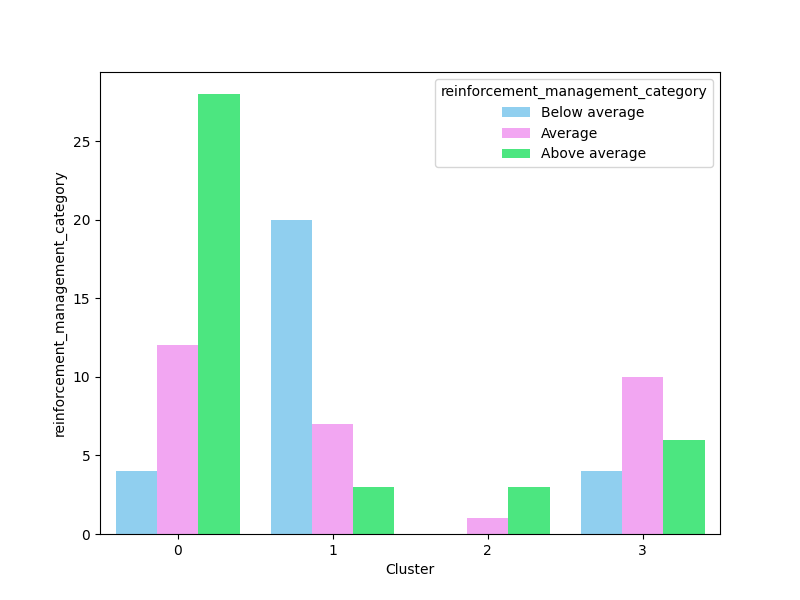 reinforcement_management_category
Below average
Average
Above average
25
20
15
10
5
0
reinforcement_management_category
0 1 2 3
Cluster